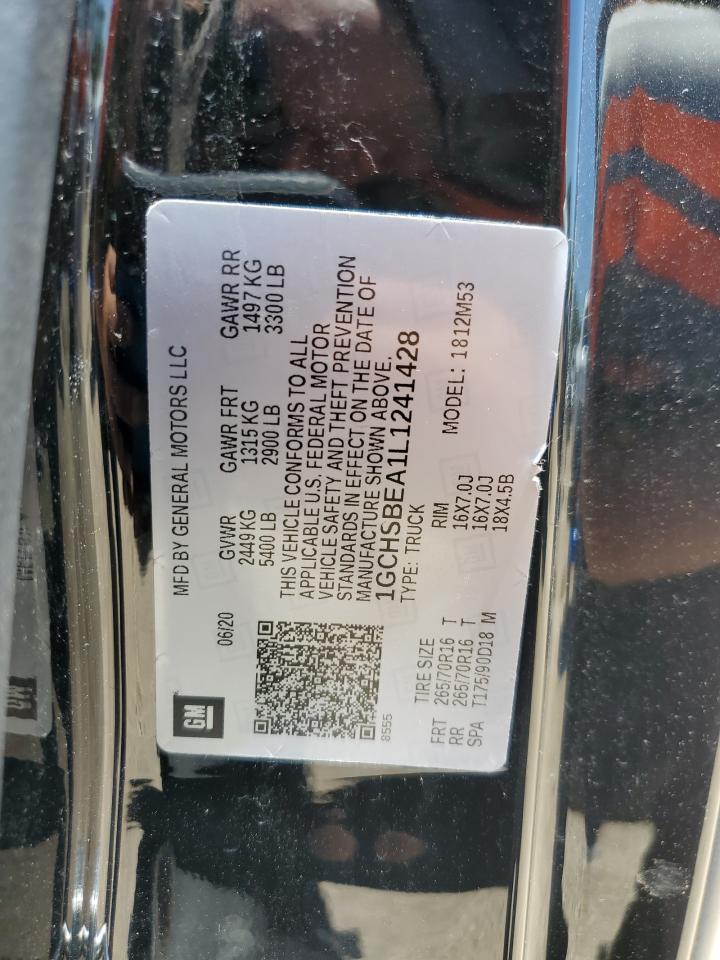 GM
MFD BY GENERAL MOTORS LLC
06/20
GVWR GAWR FRT GAWR RR
2449 KG 1315 KG 1497 KG
5400 LB 2900 LB 3300 LB
THIS VEHICLE CONFORMS TO ALL
APPLICABLE U.S. FEDERAL MOTOR
VEHICLE SAFETY AND THEFT PREVENTION
STANDARDS IN EFFECT ON THE DATE OF
MANUFACTURE SHOWN ABOVE.
8555
1GCHSBEA1L1241428
TYPE: TRUCK
TIRE SIZE RIM MODEL: 1812M53
FRT 265/70R16 T 16X7.0J
RR 265/70R16 T 16X7.0J
SPA T175/90D18 M 18X4.5B
GM